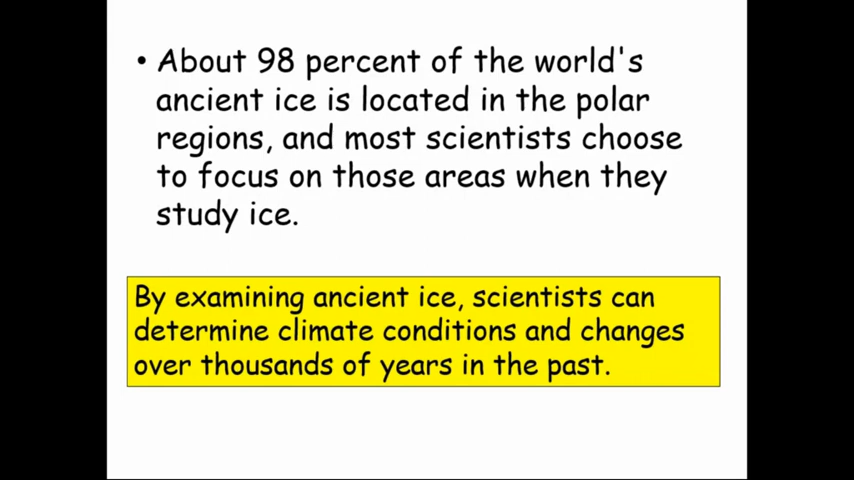 • About 98 percent of the world's
ancient ice is located in the polar
regions, and most scientists choose
to focus on those areas when they
study ice.
By examining ancient ice, scientists can
determine climate conditions and changes
over thousands of years in the past.